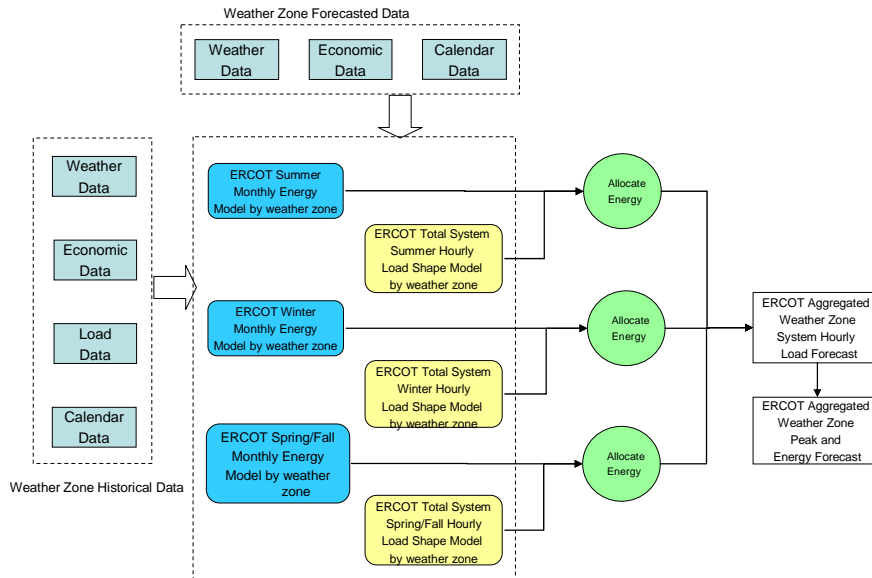 Weather Zone Forecasted Data
Weather
Data
Economic
Data
Calendar
Data
Weather
Data
Economic
Data
Load
Data
Calendar
Data
Weather Zone Historical Data
ERCOT Summer
Monthly Energy
Model by weather zone
ERCOT Total System
Summer Hourly
Load Shape Model
by weather zone
Allocate
Energy
ERCOT Winter
Monthly Energy
Model by weather zone
ERCOT Total System
Winter Hourly
Load Shape Model
by weather zone
Allocate
Energy
ERCOT Spring/Fall
Monthly Energy
Model by weather
zone
ERCOT Total System
Spring/Fall Hourly
Load Shape Model
by weather zone
Allocate
Energy
ERCOT Aggregated
Weather Zone
System Hourly
Load Forecast
ERCOT Aggregated
Weather Zone
Peak and
Energy Forecast